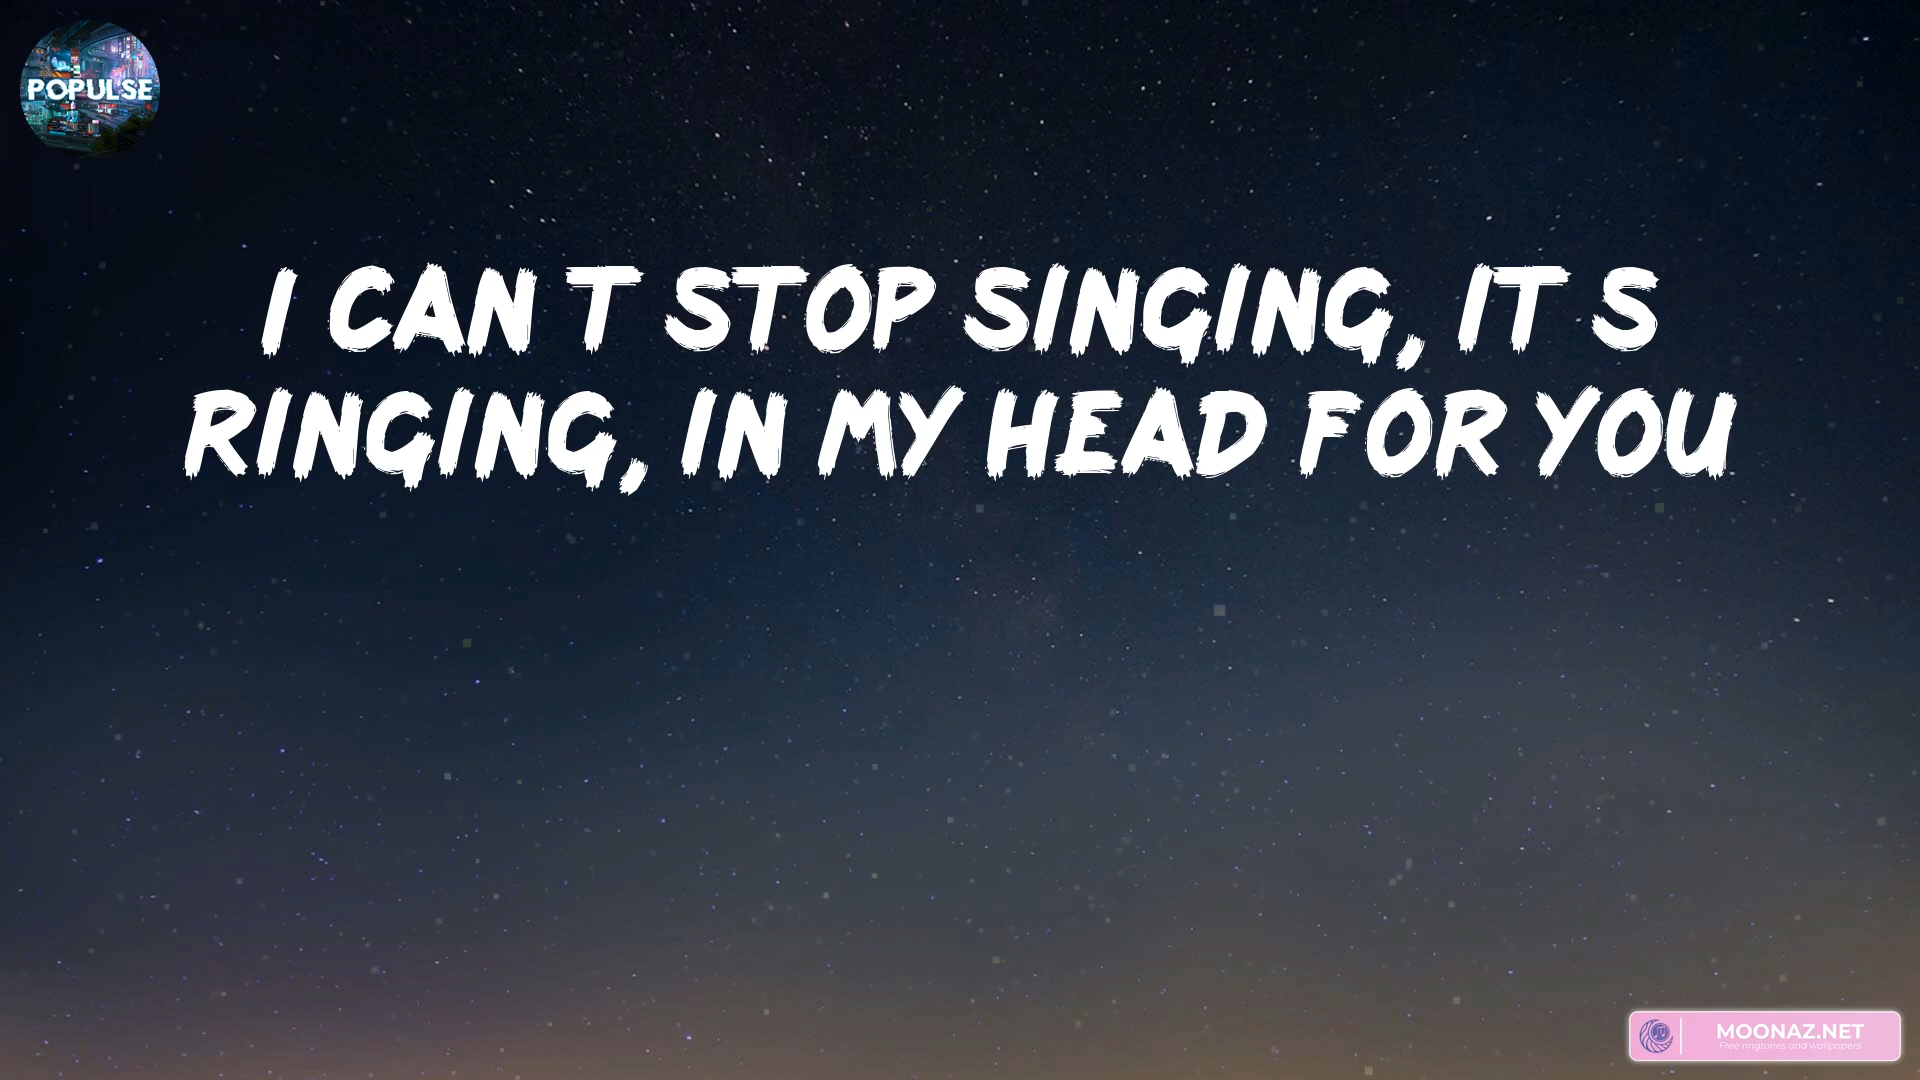 POPULSE
I CAN T STOP SINGING, IT S
RINGING, IN MY HEAD FOR YOU
MOONAZ.NET
Free ringtones and wallpapers